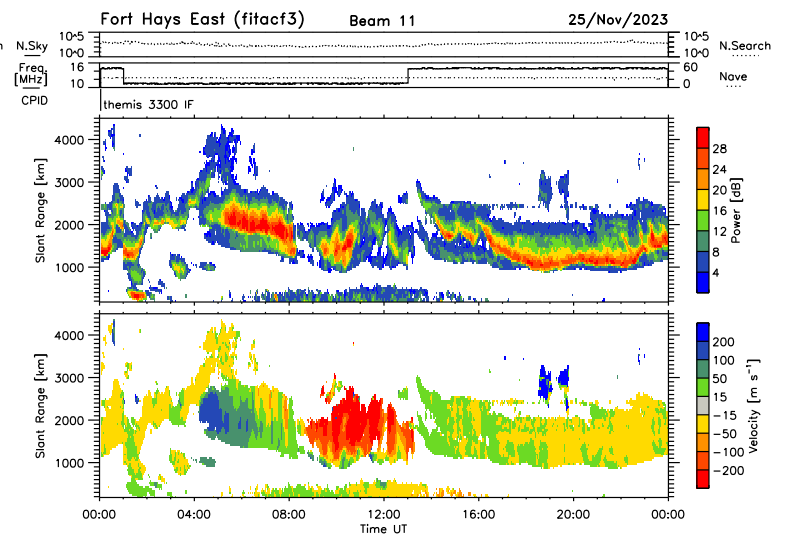 Fort Hays East (fitacf3) Beam 11 25/Nov/2023
n N.Sky 10^5 10^0 10^5 10^0 N.Search
Freq. [MHz] 16 10 60 0 Nave
CPID themis 3300 IF
Slant Range [km] 4000 3000 2000 1000
Power [dB] 28 24 20 16 12 8 4
Slant Range [km] 4000 3000 2000 1000
Velocity [m s⁻¹] 200 100 50 15 −15 −50 −100 −200
00:00 04:00 08:00 12:00 16:00 20:00 00:00
Time UT